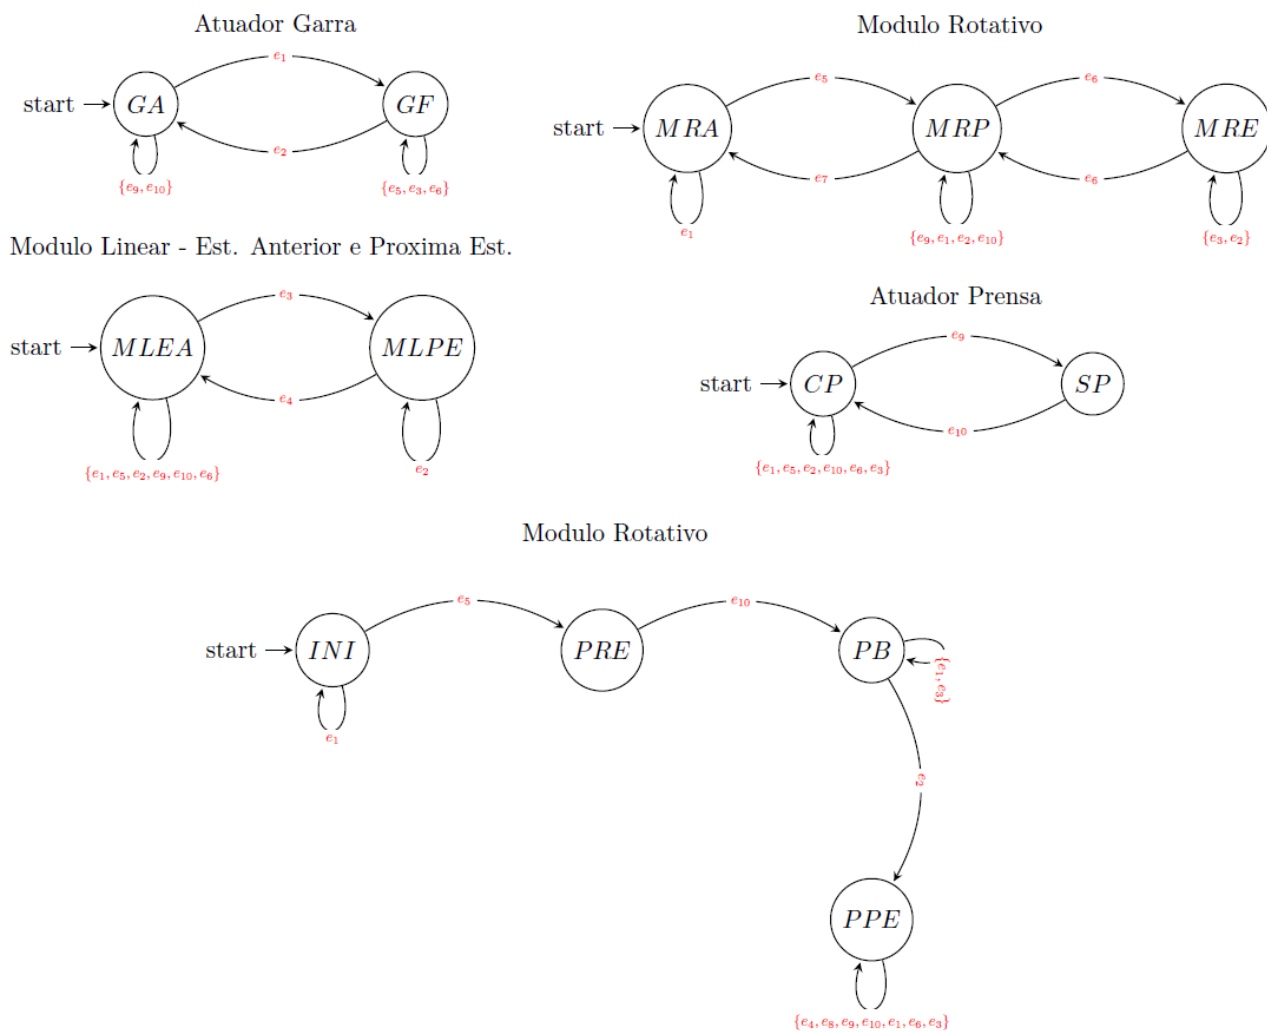 Atuador Garra
e1
start GA GF
e2
{e9, e10} {e5, e3, e6}
Modulo Rotativo
e5 e6
start MRA MRP MRE
e7 e6
e1 {e9, e1, e2, e10} {e3, e2}
Modulo Linear - Est. Anterior e Proxima Est.
e3
start MLEA MLPE
e4
{e1, e5, e2, e9, e10, e6} e2
Atuador Prensa
e9
start CP SP
e10
{e1, e5, e2, e10, e6, e3}
Modulo Rotativo
e5 e10
start INI PRE PB
{e1, e3}
e1
e2
PPE
{e4, e8, e9, e10, e1, e6, e3}